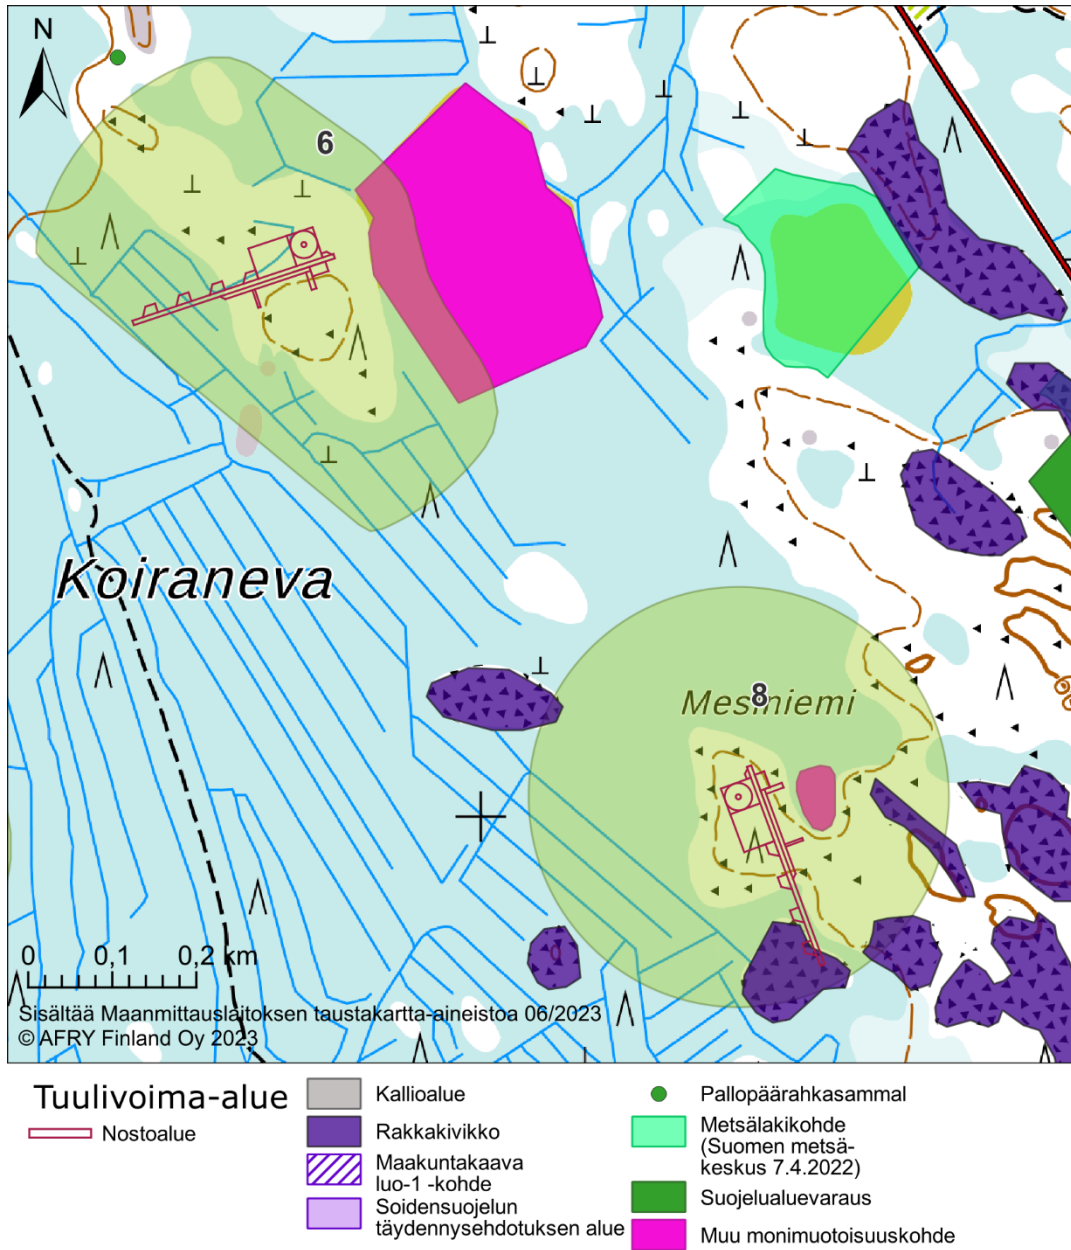 N
6
Koiraneva
8
Mesiniemi
0 0,1 0,2 km
Sisältää Maanmittauslaitoksen taustakartta-aineistoa 06/2023
© AFRY Finland Oy 2023
Tuulivoima-alue
Nostoalue
Kallioalue
Rakkakivikko
Maakuntakaava
luo-1 -kohde
Soidensuojelun
täydennysehdotuksen alue
Pallopäärahkasammal
Metsälakikohde
(Suomen metsä-
keskus 7.4.2022)
Suojelualuevaraus
Muu monimuotoisuuskohde